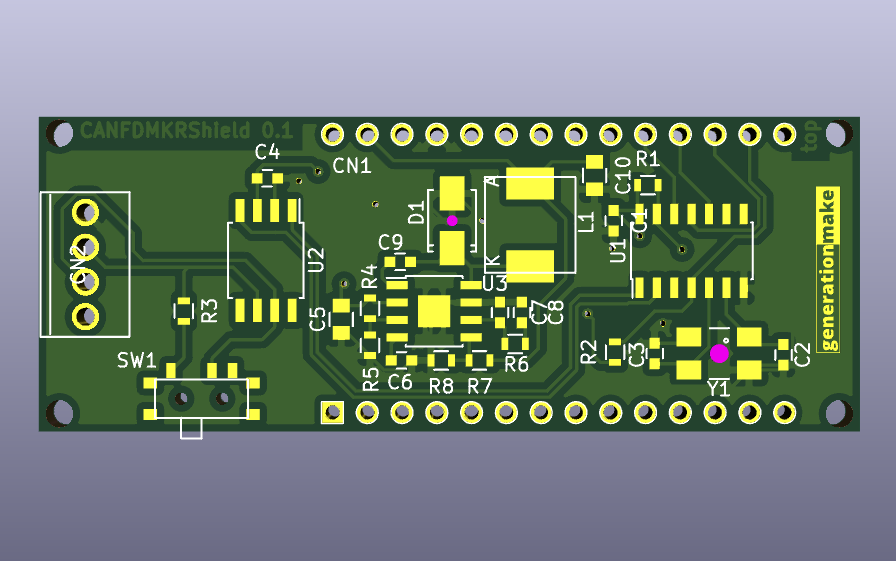 CANFDMKRShield 0.1
top
C4
CN1
C10
R1
A
D1
L1
C1
U1
CN2
U2
C9
K
U3
R4
R3
C5
C7
C8
SW1
R5
C6
R8
R7
R6
R2
C3
Y1
C2
generationmake